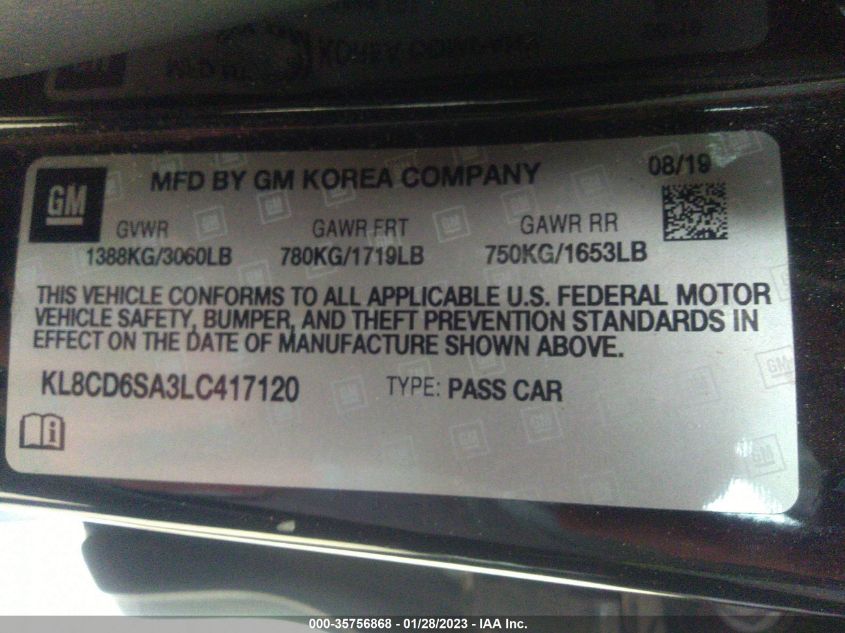 GM
MFD BY GM KOREA COMPANY
08/19
GVWR GAWR FRT GAWR RR
1388KG/3060LB 780KG/1719LB 750KG/1653LB
THIS VEHICLE CONFORMS TO ALL APPLICABLE U.S. FEDERAL MOTOR
VEHICLE SAFETY, BUMPER, AND THEFT PREVENTION STANDARDS IN
EFFECT ON THE DATE OF MANUFACTURE SHOWN ABOVE.
KL8CD6SA3LC417120 TYPE: PASS CAR
000-35756868 | 01/28/2023 | IAA Inc.